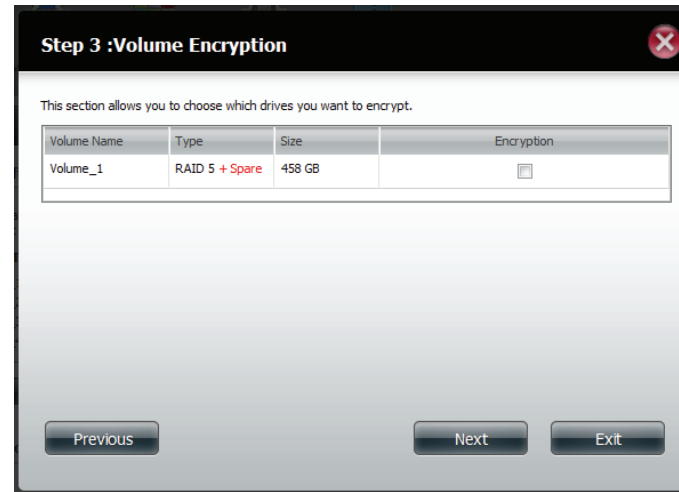 Step 3 :Volume Encryption
This section allows you to choose which drives you want to encrypt.
Volume Name Type Size Encryption
Volume_1 RAID 5 + Spare 458 GB
Previous Next Exit